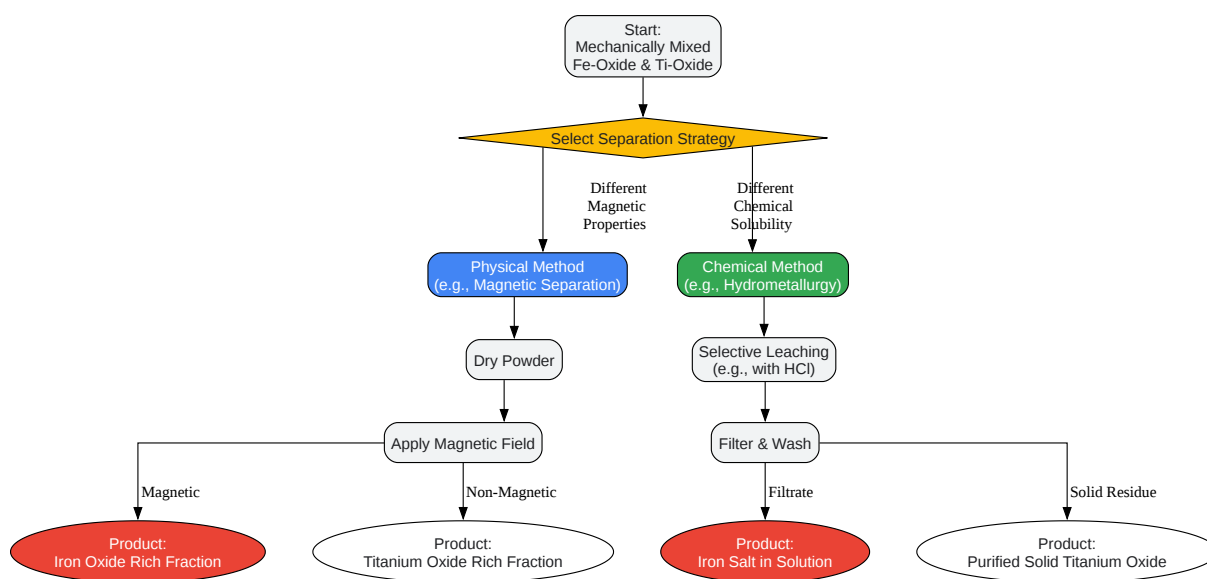 Start:
Mechanically Mixed
Fe-Oxide & Ti-Oxide
Select Separation Strategy
Different
Magnetic
Properties
Different
Chemical
Solubility
Physical Method
(e.g., Magnetic Separation)
Chemical Method
(e.g., Hydrometallurgy)
Dry Powder
Selective Leaching
(e.g., with HCl)
Apply Magnetic Field
Filter & Wash
Magnetic
Non-Magnetic
Filtrate
Solid Residue
Product:
Iron Oxide Rich Fraction
Product:
Titanium Oxide Rich Fraction
Product:
Iron Salt in Solution
Product:
Purified Solid Titanium Oxide